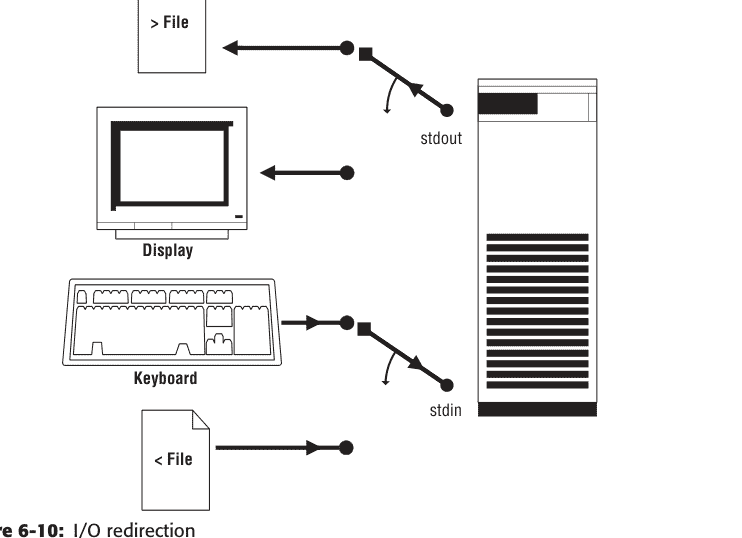 > File
stdout
Display
Keyboard
stdin
< File
re 6-10: I/O redirection